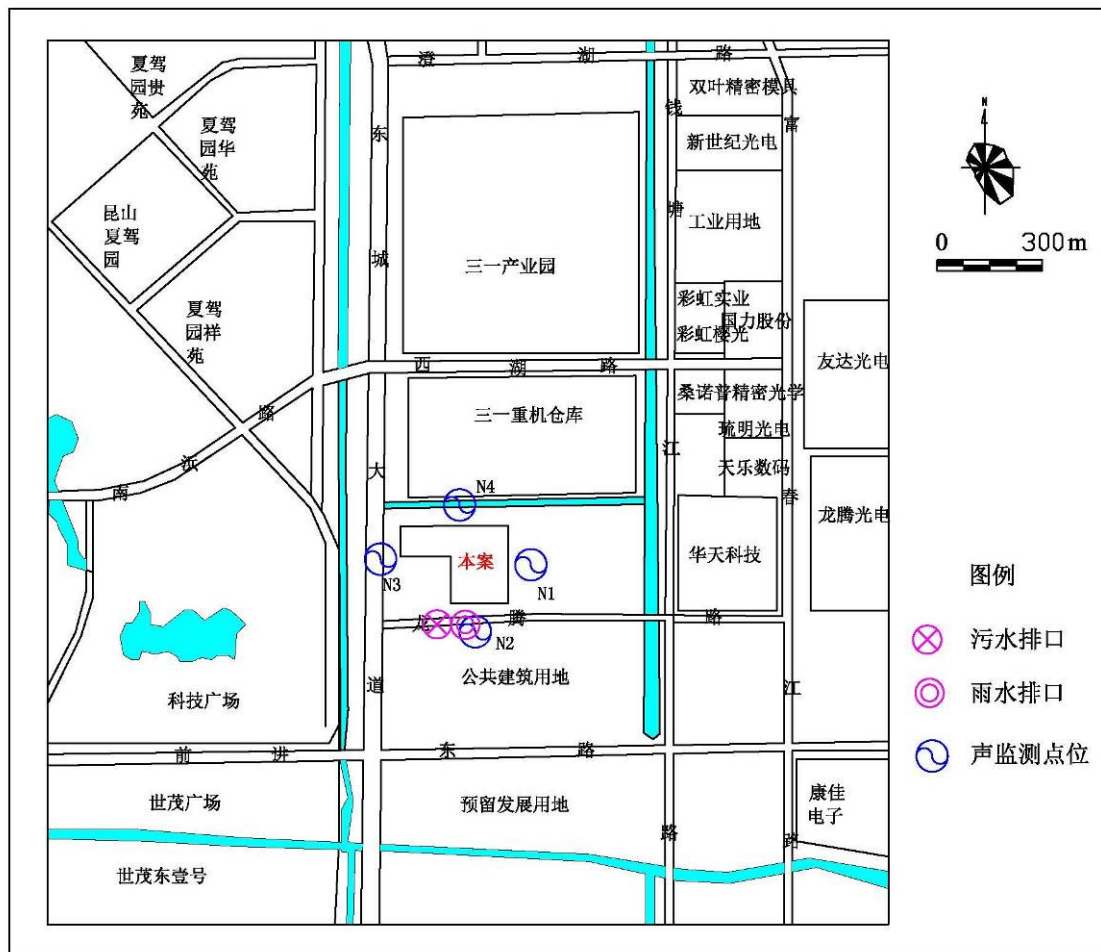 澄湖路
夏驾
园贵
苑
双叶精密模具
夏驾
园华
苑
新世纪光电
N
昆山
夏驾
园
工业用地
0 300m
三一产业园
东城大道
钱塘江路
富春江路
彩虹实业
国力股份
夏驾
园祥
苑
彩虹樱光
友达光电
西湖路
桑诺普精密光学
三一重机仓库
琉明光电
天乐数码
南浜路
N4
龙腾光电
本案
华天科技
N3
N1
图例
龙腾路
N2
污水排口
公共建筑用地
雨水排口
科技广场
前进东路
声监测点位
世茂广场
预留发展用地
康佳
电子
世茂东壹号